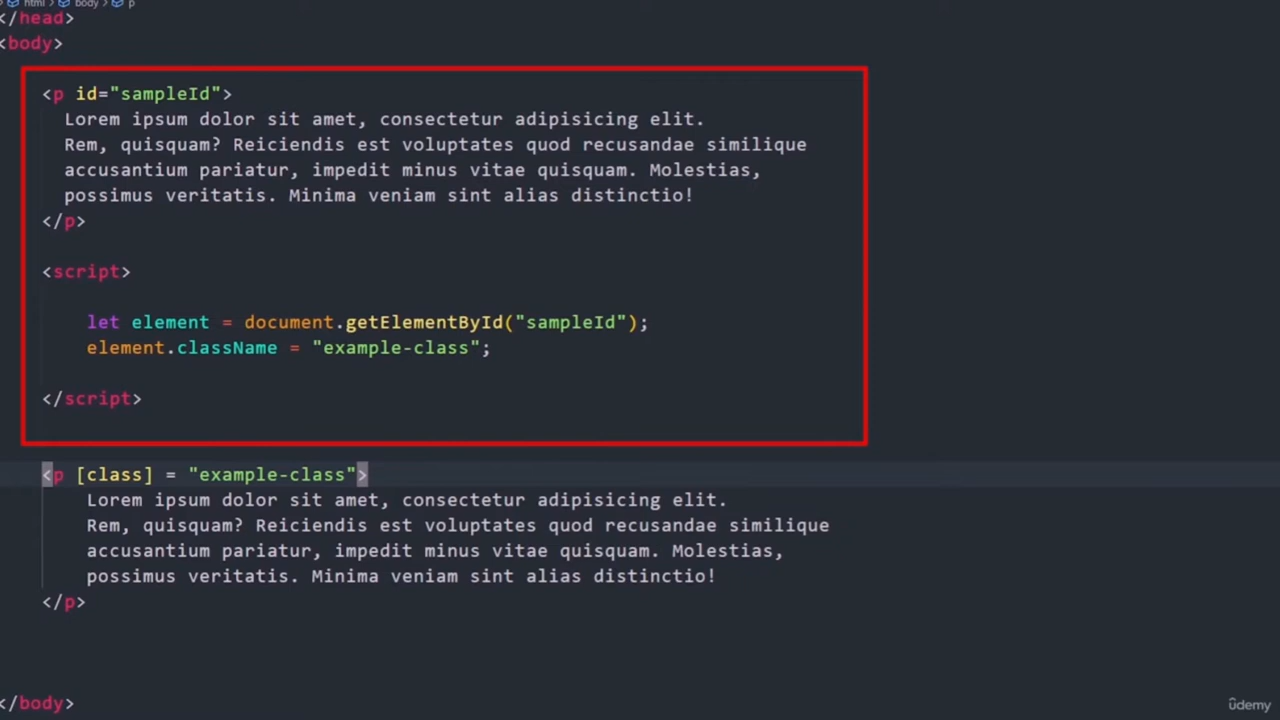 html > body > p
</head>
<body>
<p id="sampleId">
Lorem ipsum dolor sit amet, consectetur adipisicing elit.
Rem, quisquam? Reiciendis est voluptates quod recusandae similique
accusantium pariatur, impedit minus vitae quisquam. Molestias,
possimus veritatis. Minima veniam sint alias distinctio!
</p>
<script>
let element = document.getElementById("sampleId");
element.className = "example-class";
</script>
<p [class] = "example-class">
Lorem ipsum dolor sit amet, consectetur adipisicing elit.
Rem, quisquam? Reiciendis est voluptates quod recusandae similique
accusantium pariatur, impedit minus vitae quisquam. Molestias,
possimus veritatis. Minima veniam sint alias distinctio!
</p>
</body>
ûdemy